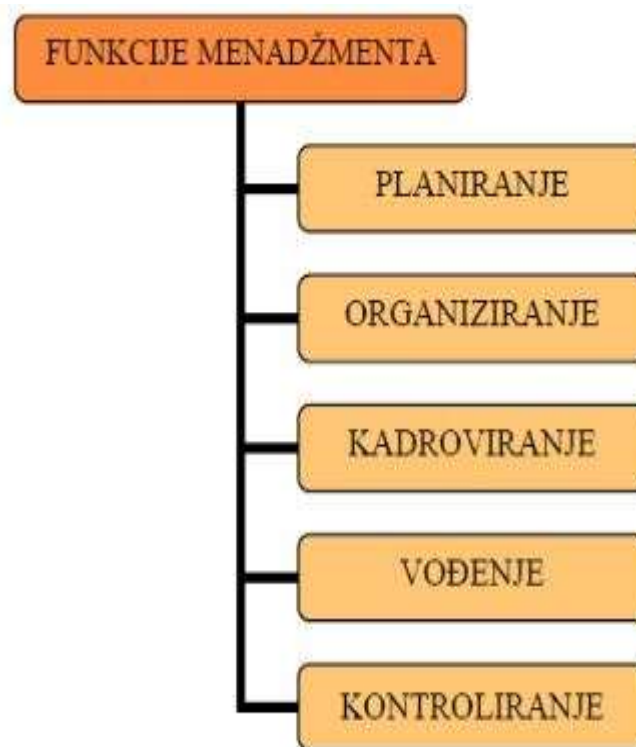 FUNKCIJE MENADŽMENTA
PLANIRANJE
ORGANIZIRANJE
KADROVIRANJE
VOĐENJE
KONTROLIRANJE